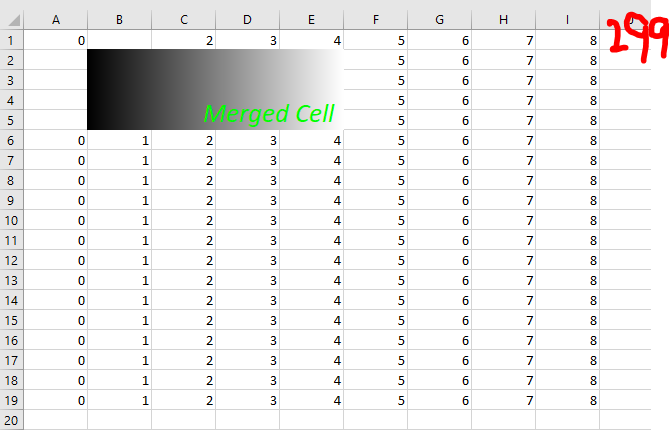 A B C D E F G H I 299
1 0 2 3 4 5 6 7 8
2 5 6 7 8
3 5 6 7 8
4 5 6 7 8
Merged Cell
5 5 6 7 8
6 0 1 2 3 4 5 6 7 8
7 0 1 2 3 4 5 6 7 8
8 0 1 2 3 4 5 6 7 8
9 0 1 2 3 4 5 6 7 8
10 0 1 2 3 4 5 6 7 8
11 0 1 2 3 4 5 6 7 8
12 0 1 2 3 4 5 6 7 8
13 0 1 2 3 4 5 6 7 8
14 0 1 2 3 4 5 6 7 8
15 0 1 2 3 4 5 6 7 8
16 0 1 2 3 4 5 6 7 8
17 0 1 2 3 4 5 6 7 8
18 0 1 2 3 4 5 6 7 8
19 0 1 2 3 4 5 6 7 8
20